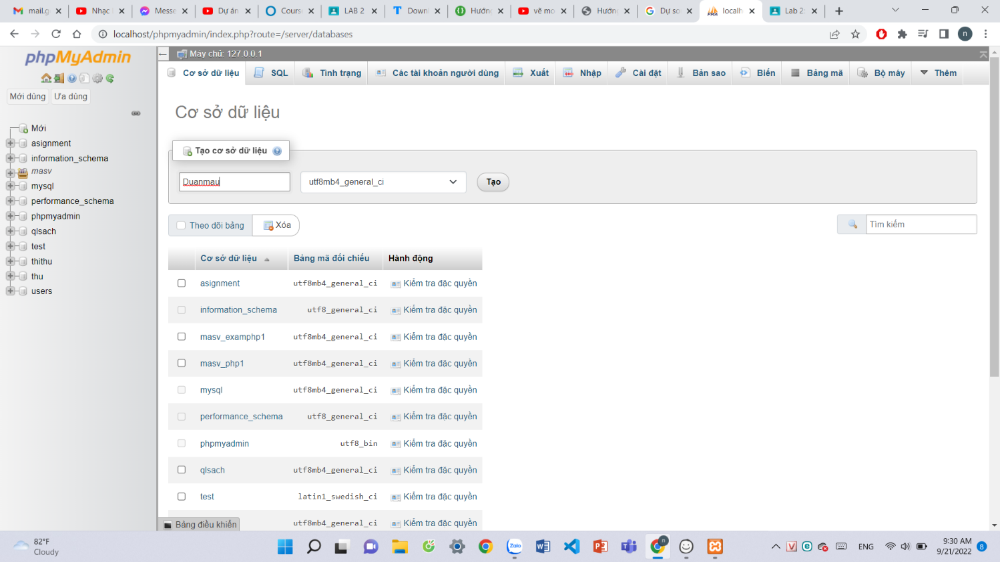 mail.g
Nhạc
Messe
Dự án
Course
LAB 2
Downl
Hướng
vẽ mo
Hướng
Dự so
localh
Lab 2:
localhost/phpmyadmin/index.php?route=/server/databases
n
phpMyAdmin
Mới dùng
Ưa dùng
Mới
asignment
information_schema
masv
mysql
performance_schema
phpmyadmin
qlsach
test
thithu
thu
users
Máy chủ: 127.0.0.1
Cơ sở dữ liệu
SQL
Tình trạng
Các tài khoản người dùng
Xuất
Nhập
Cài đặt
Bản sao
Biến
Bảng mã
Bộ máy
Thêm
Cơ sở dữ liệu
Tạo cơ sở dữ liệu
Duanmau
utf8mb4_general_ci
Tạo
Theo dõi bảng
Xóa
Tìm kiếm
Cơ sở dữ liệu Bảng mã đối chiếu Hành động
asignment utf8mb4_general_ci Kiểm tra đặc quyền
information_schema utf8_general_ci Kiểm tra đặc quyền
masv_examphp1 utf8mb4_general_ci Kiểm tra đặc quyền
masv_php1 utf8mb4_general_ci Kiểm tra đặc quyền
mysql utf8mb4_general_ci Kiểm tra đặc quyền
performance_schema utf8_general_ci Kiểm tra đặc quyền
phpmyadmin utf8_bin Kiểm tra đặc quyền
qlsach utf8mb4_general_ci Kiểm tra đặc quyền
test latin1_swedish_ci Kiểm tra đặc quyền
utf8mb4_general_ci Kiểm tra đặc quyền
Bảng điều khiển
82°F
Cloudy
Zalo
n
ENG
9:30 AM
9/21/2022
8